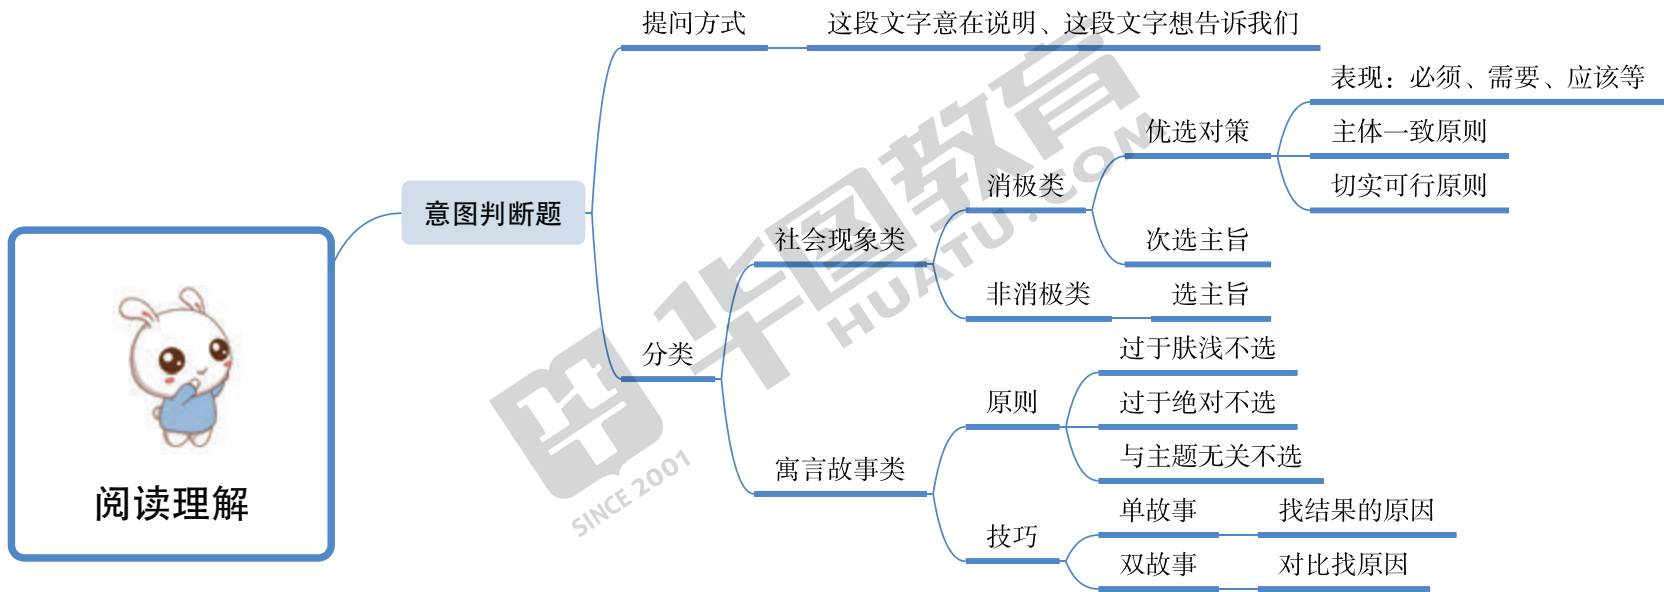 阅读理解
意图判断题
提问方式
这段文字意在说明、这段文字想告诉我们
分类
社会现象类
消极类
优选对策
表现：必须、需要、应该等
主体一致原则
切实可行原则
次选主旨
非消极类
选主旨
寓言故事类
原则
过于肤浅不选
过于绝对不选
与主题无关不选
技巧
单故事
找结果的原因
双故事
对比找原因
华图教育
HUATU.COM
SINCE 2001